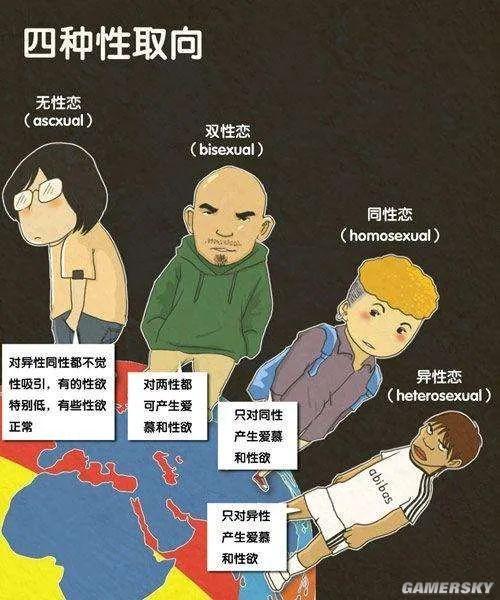 四种性取向
无性恋
（ascxual）
双性恋
（bisexual）
同性恋
（homosexual）
异性恋
（heterosexual）
对异性同性都不觉
性吸引，有的性欲
特别低，有些性欲
正常
对两性都
可产生爱
慕和性欲
只对同性
产生爱慕
和性欲
只对异性
产生爱慕
和性欲
abibas
GAMERSKY